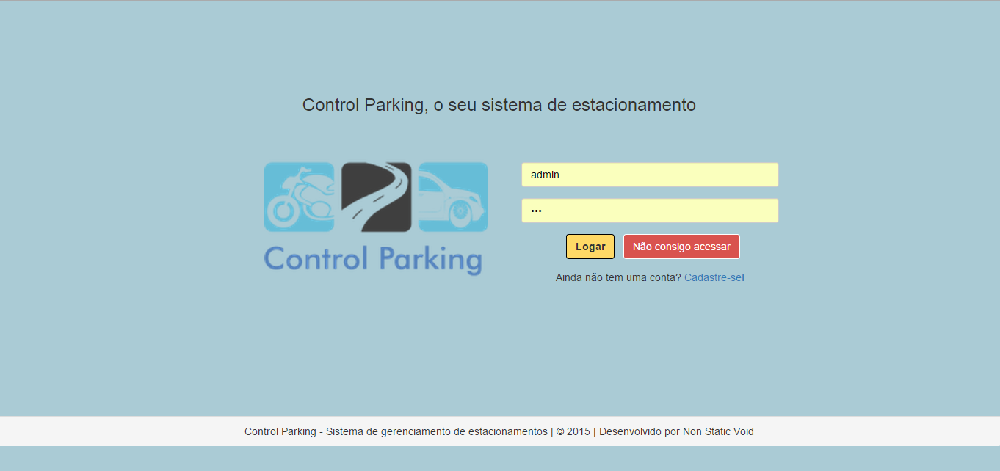 Control Parking, o seu sistema de estacionamento
Control Parking
admin
•••
Logar
Não consigo acessar
Ainda não tem uma conta? Cadastre-se!
Control Parking - Sistema de gerenciamento de estacionamentos | © 2015 | Desenvolvido por Non Static Void